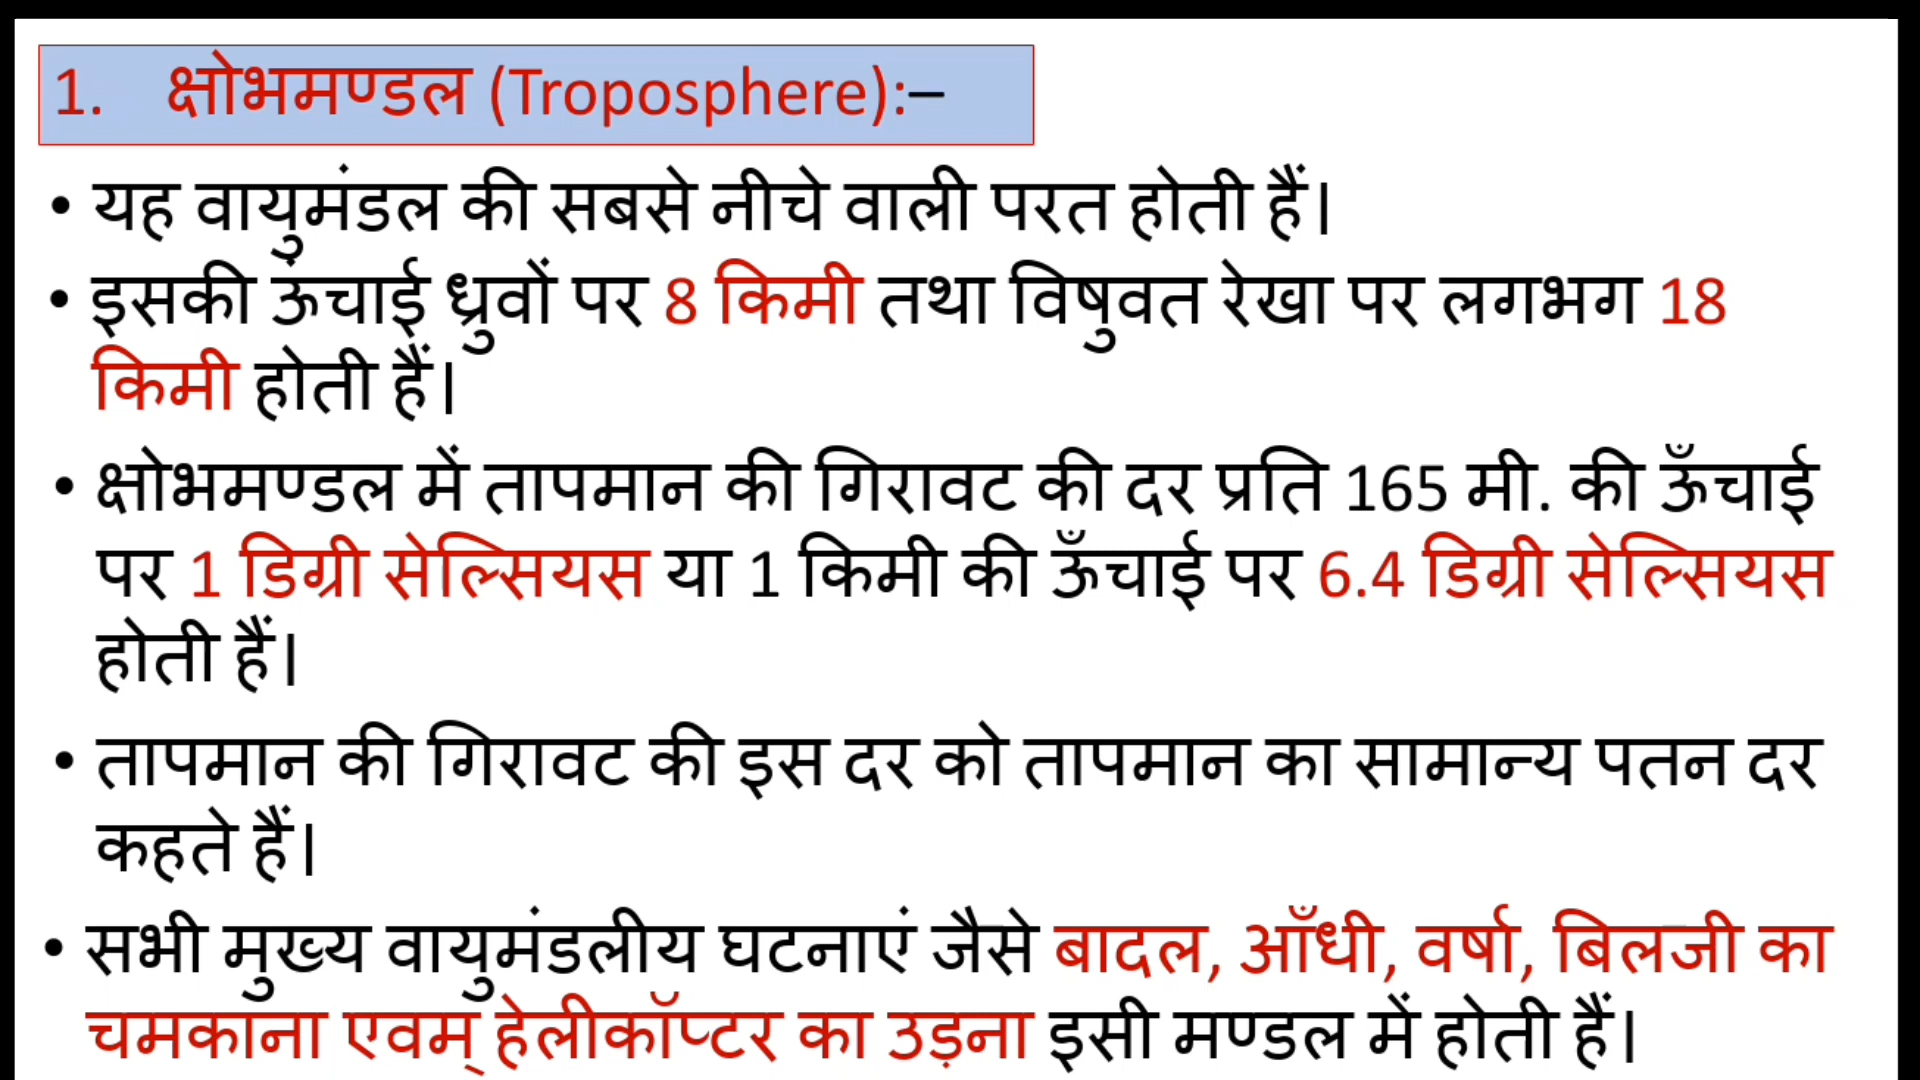 1. क्षोभमण्डल (Troposphere):–
• यह वायुमंडल की सबसे नीचे वाली परत होती हैं।
• इसकी ऊंचाई ध्रुवों पर 8 किमी तथा विषुवत रेखा पर लगभग 18
किमी होती हैं।
• क्षोभमण्डल में तापमान की गिरावट की दर प्रति 165 मी. की ऊँचाई
पर 1 डिग्री सेल्सियस या 1 किमी की ऊँचाई पर 6.4 डिग्री सेल्सियस
होती हैं।
• तापमान की गिरावट की इस दर को तापमान का सामान्य पतन दर
कहते हैं।
• सभी मुख्य वायुमंडलीय घटनाएं जैसे बादल, आँधी, वर्षा, बिलजी का
चमकाना एवम् हेलीकॉप्टर का उड़ना इसी मण्डल में होती हैं।